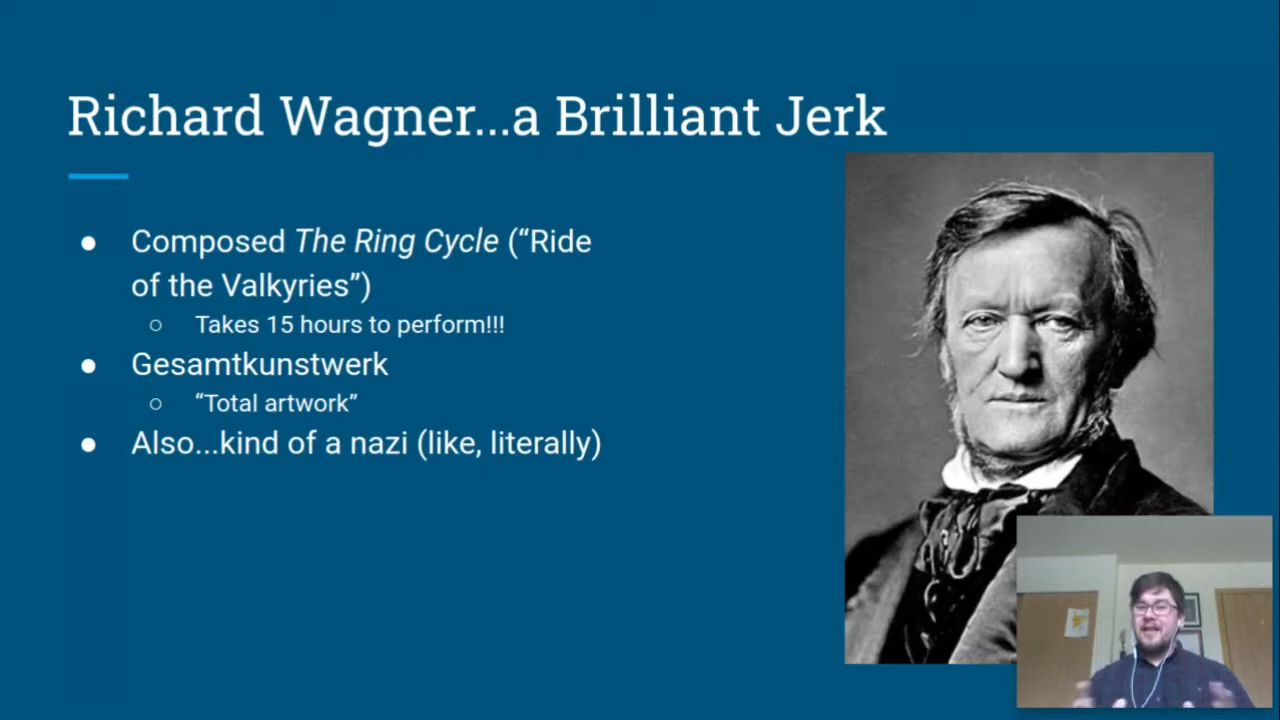 Richard Wagner...a Brilliant Jerk
● Composed The Ring Cycle (“Ride
of the Valkyries”)
○ Takes 15 hours to perform!!!
● Gesamtkunstwerk
○ “Total artwork”
● Also...kind of a nazi (like, literally)